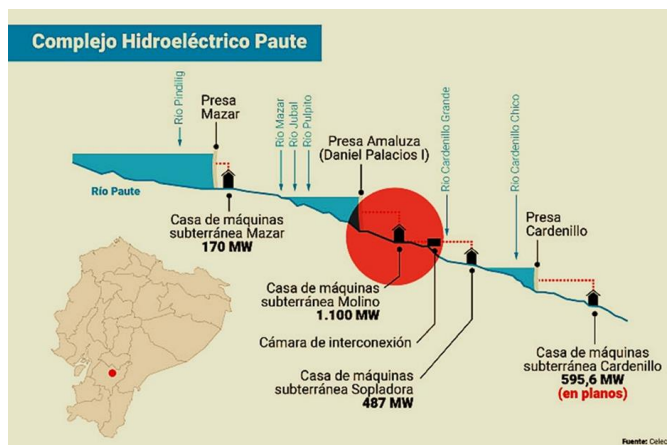 Complejo Hidroeléctrico Paute
Río Pindilig
Presa
Mazar
Río Mazar
Río Jubal
Río Pulpito
Presa Amaluza
(Daniel Palacios I)
Río Cardenillo Grande
Río Cardenillo Chico
Presa
Cardenillo
Río Paute
Casa de máquinas
subterránea Mazar
170 MW
Casa de máquinas
subterránea Molino
1.100 MW
Cámara de interconexión
Casa de máquinas
subterránea Sopladora
487 MW
Casa de máquinas
subterránea Cardenillo
595,6 MW
(en planos)
Fuente: Celec